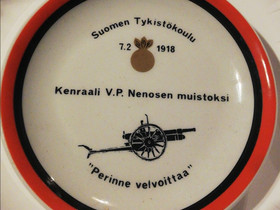 Suomen Tykistökoulu
7.2 1918
Kenraali V.P. Nenosen muistoksi
"Perinne velvoittaa"